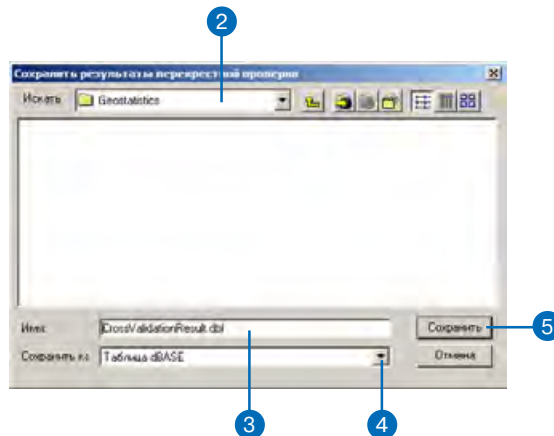 2
Сохранить результаты перекрестной проверки
Искать: Geostatistics
Имя: CrossValidationResult.dbf
Сохранить 5
Сохранить как: Таблица dBASE
Отмена
3 4